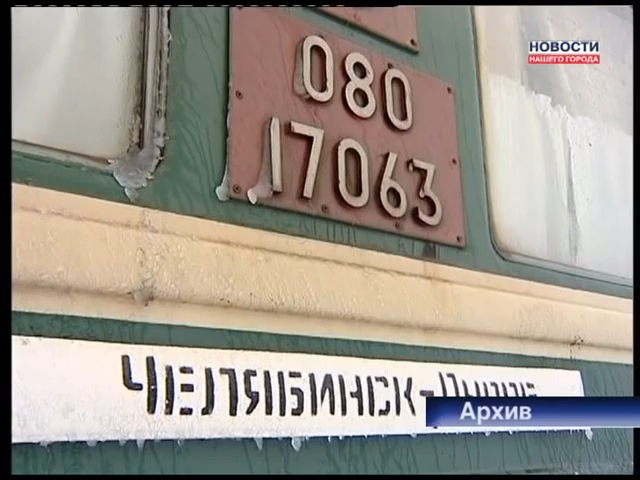 НОВОСТИ
НАШЕГО ГОРОДА
080
17063
ЧЕЛЯБИНСК-
Архив